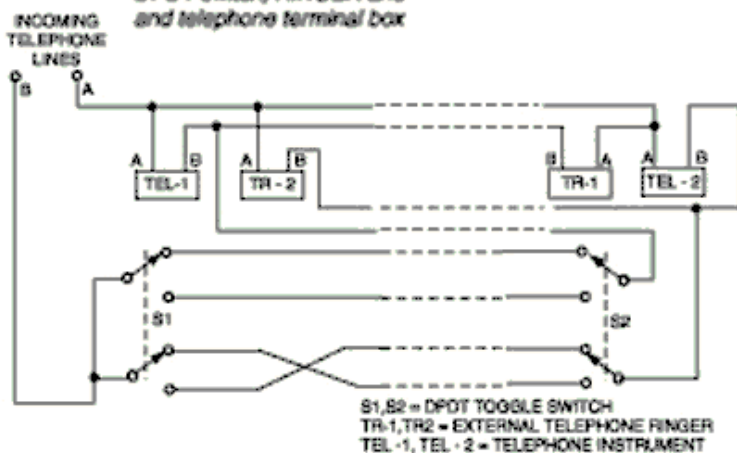 and telephone terminal box
INCOMING
TELEPHONE
LINES
B A
A B A B B A A B
TEL-1 TR-2 TR-1 TEL-2
S1 S2
S1,S2 = DPDT TOGGLE SWITCH
TR-1,TR2 = EXTERNAL TELEPHONE RINGER
TEL-1, TEL-2 = TELEPHONE INSTRUMENT